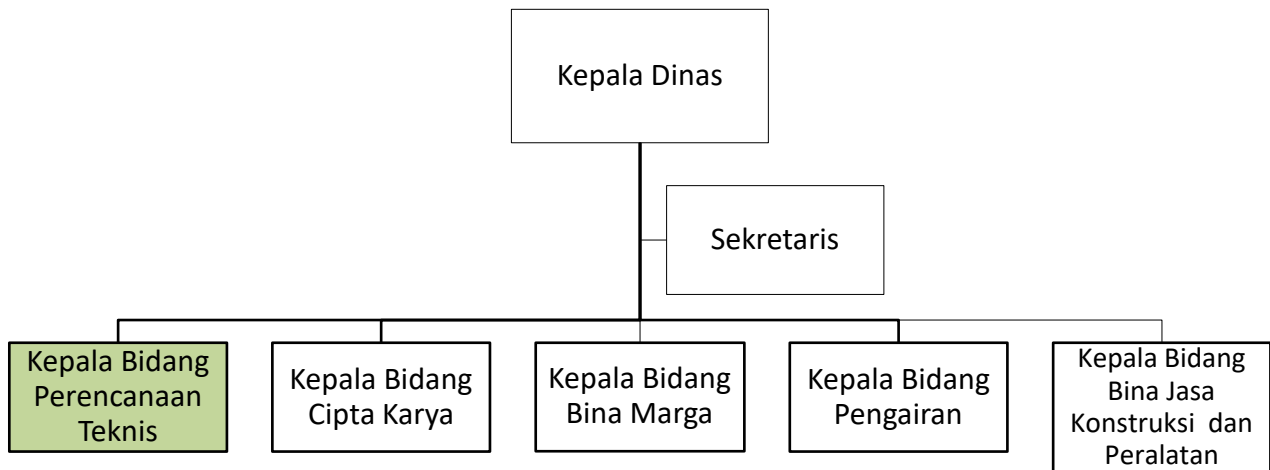 Kepala Dinas
Sekretaris
Kepala Bidang
Perencanaan
Teknis
Kepala Bidang
Cipta Karya
Kepala Bidang
Bina Marga
Kepala Bidang
Pengairan
Kepala Bidang
Bina Jasa
Konstruksi dan
Peralatan